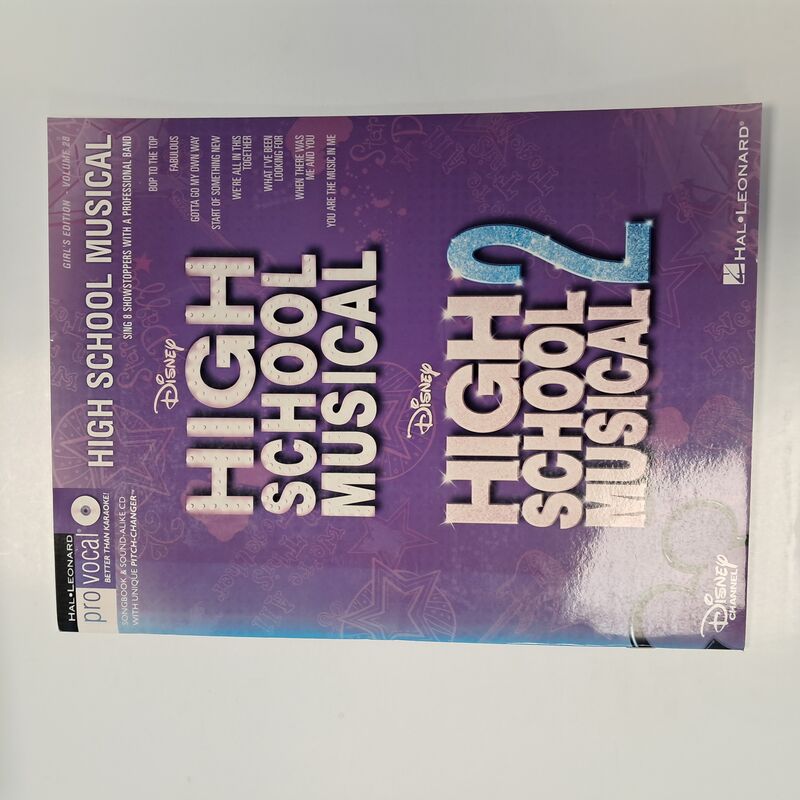 HAL•LEONARD®
pro vocal®
BETTER THAN KARAOKE!
SONGBOOK & SOUND-ALIKE CD
WITH UNIQUE PITCH-CHANGER™
GIRL'S EDITION - VOLUME 28
HIGH SCHOOL MUSICAL
SING 8 SHOWSTOPPERS WITH A PROFESSIONAL BAND
BOP TO THE TOP
FABULOUS
GOTTA GO MY OWN WAY
START OF SOMETHING NEW
WE'RE ALL IN THIS
TOGETHER
WHAT I'VE BEEN
LOOKING FOR
WHEN THERE WAS
ME AND YOU
YOU ARE THE MUSIC IN ME
Disney
HIGH
SCHOOL
MUSICAL
Disney
HIGH
SCHOOL
MUSICAL 2
Disney
CHANNEL
HAL•LEONARD®